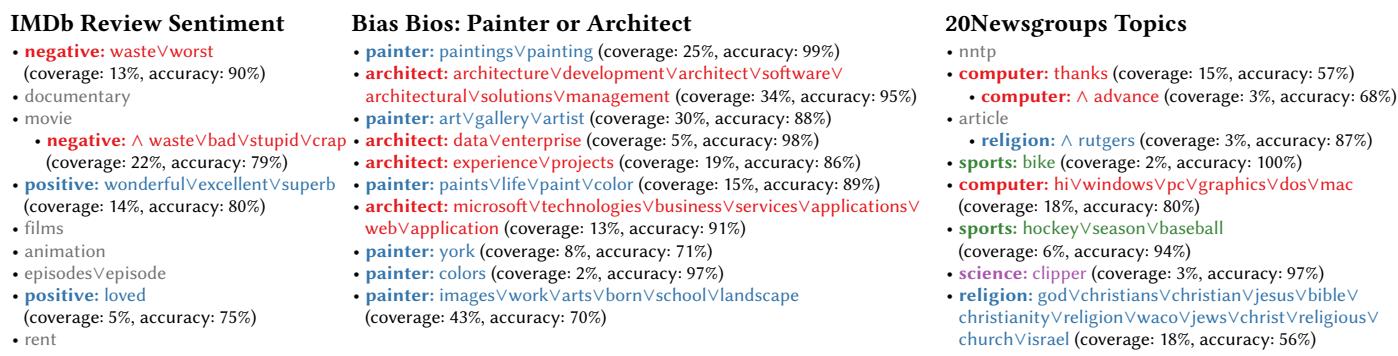 IMDb Review Sentiment
• negative: waste∨worst
(coverage: 13%, accuracy: 90%)
• documentary
• movie
• negative: ∧ waste∨bad∨stupid∨crap
(coverage: 22%, accuracy: 79%)
• positive: wonderful∨excellent∨superb
(coverage: 14%, accuracy: 80%)
• films
• animation
• episodes∨episode
• positive: loved
(coverage: 5%, accuracy: 75%)
• rent
Bias Bios: Painter or Architect
• painter: paintings∨painting (coverage: 25%, accuracy: 99%)
• architect: architecture∨development∨architect∨software∨
architectural∨solutions∨management (coverage: 34%, accuracy: 95%)
• painter: art∨gallery∨artist (coverage: 30%, accuracy: 88%)
• architect: data∨enterprise (coverage: 5%, accuracy: 98%)
• architect: experience∨projects (coverage: 19%, accuracy: 86%)
• painter: paints∨life∨paint∨color (coverage: 15%, accuracy: 89%)
• architect: microsoft∨technologies∨business∨services∨applications∨
web∨application (coverage: 13%, accuracy: 91%)
• painter: york (coverage: 8%, accuracy: 71%)
• painter: colors (coverage: 2%, accuracy: 97%)
• painter: images∨work∨arts∨born∨school∨landscape
(coverage: 43%, accuracy: 70%)
20Newsgroups Topics
• nntp
• computer: thanks (coverage: 15%, accuracy: 57%)
• computer: ∧ advance (coverage: 3%, accuracy: 68%)
• article
• religion: ∧ rutgers (coverage: 3%, accuracy: 87%)
• sports: bike (coverage: 2%, accuracy: 100%)
• computer: hi∨windows∨pc∨graphics∨dos∨mac
(coverage: 18%, accuracy: 80%)
• sports: hockey∨season∨baseball
(coverage: 6%, accuracy: 94%)
• science: clipper (coverage: 3%, accuracy: 97%)
• religion: god∨christians∨christian∨jesus∨bible∨
christianity∨religion∨waco∨jews∨christ∨religious∨
church∨israel (coverage: 18%, accuracy: 56%)